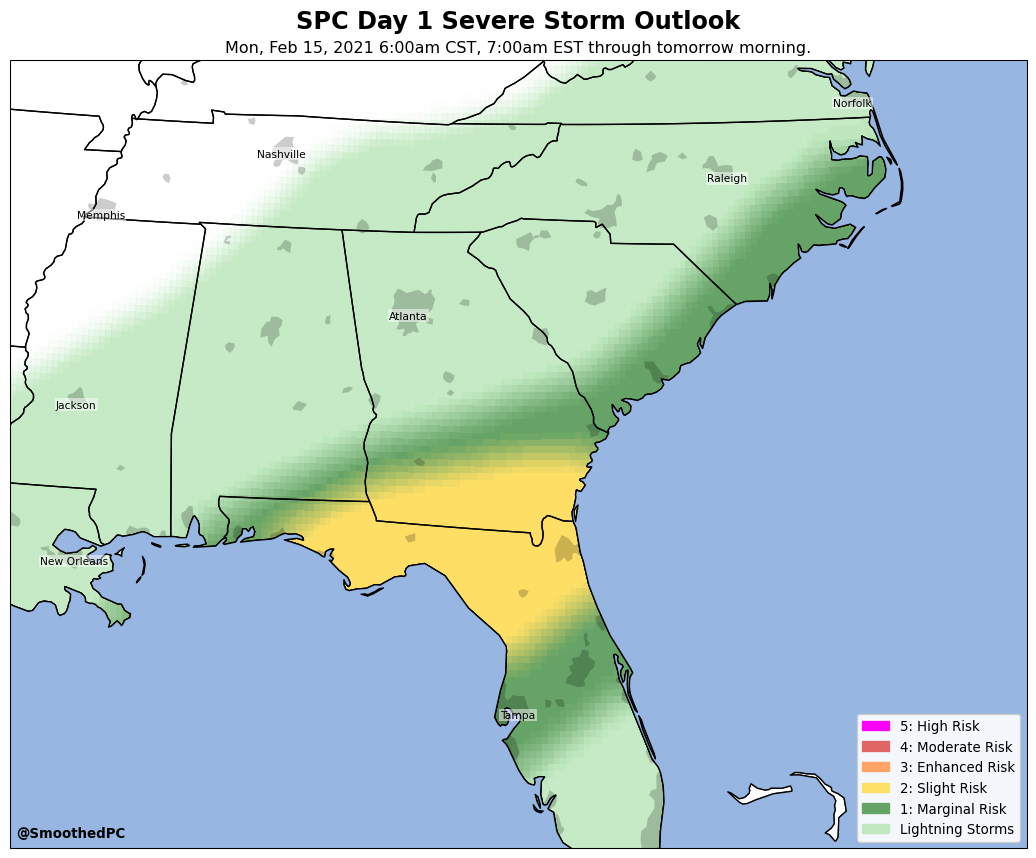 SPC Day 1 Severe Storm Outlook
Mon, Feb 15, 2021 6:00am CST, 7:00am EST through tomorrow morning.
Norfolk
Nashville
Raleigh
Memphis
Atlanta
Jackson
New Orleans
Tampa
5: High Risk
4: Moderate Risk
3: Enhanced Risk
2: Slight Risk
1: Marginal Risk
Lightning Storms
@SmoothedPC